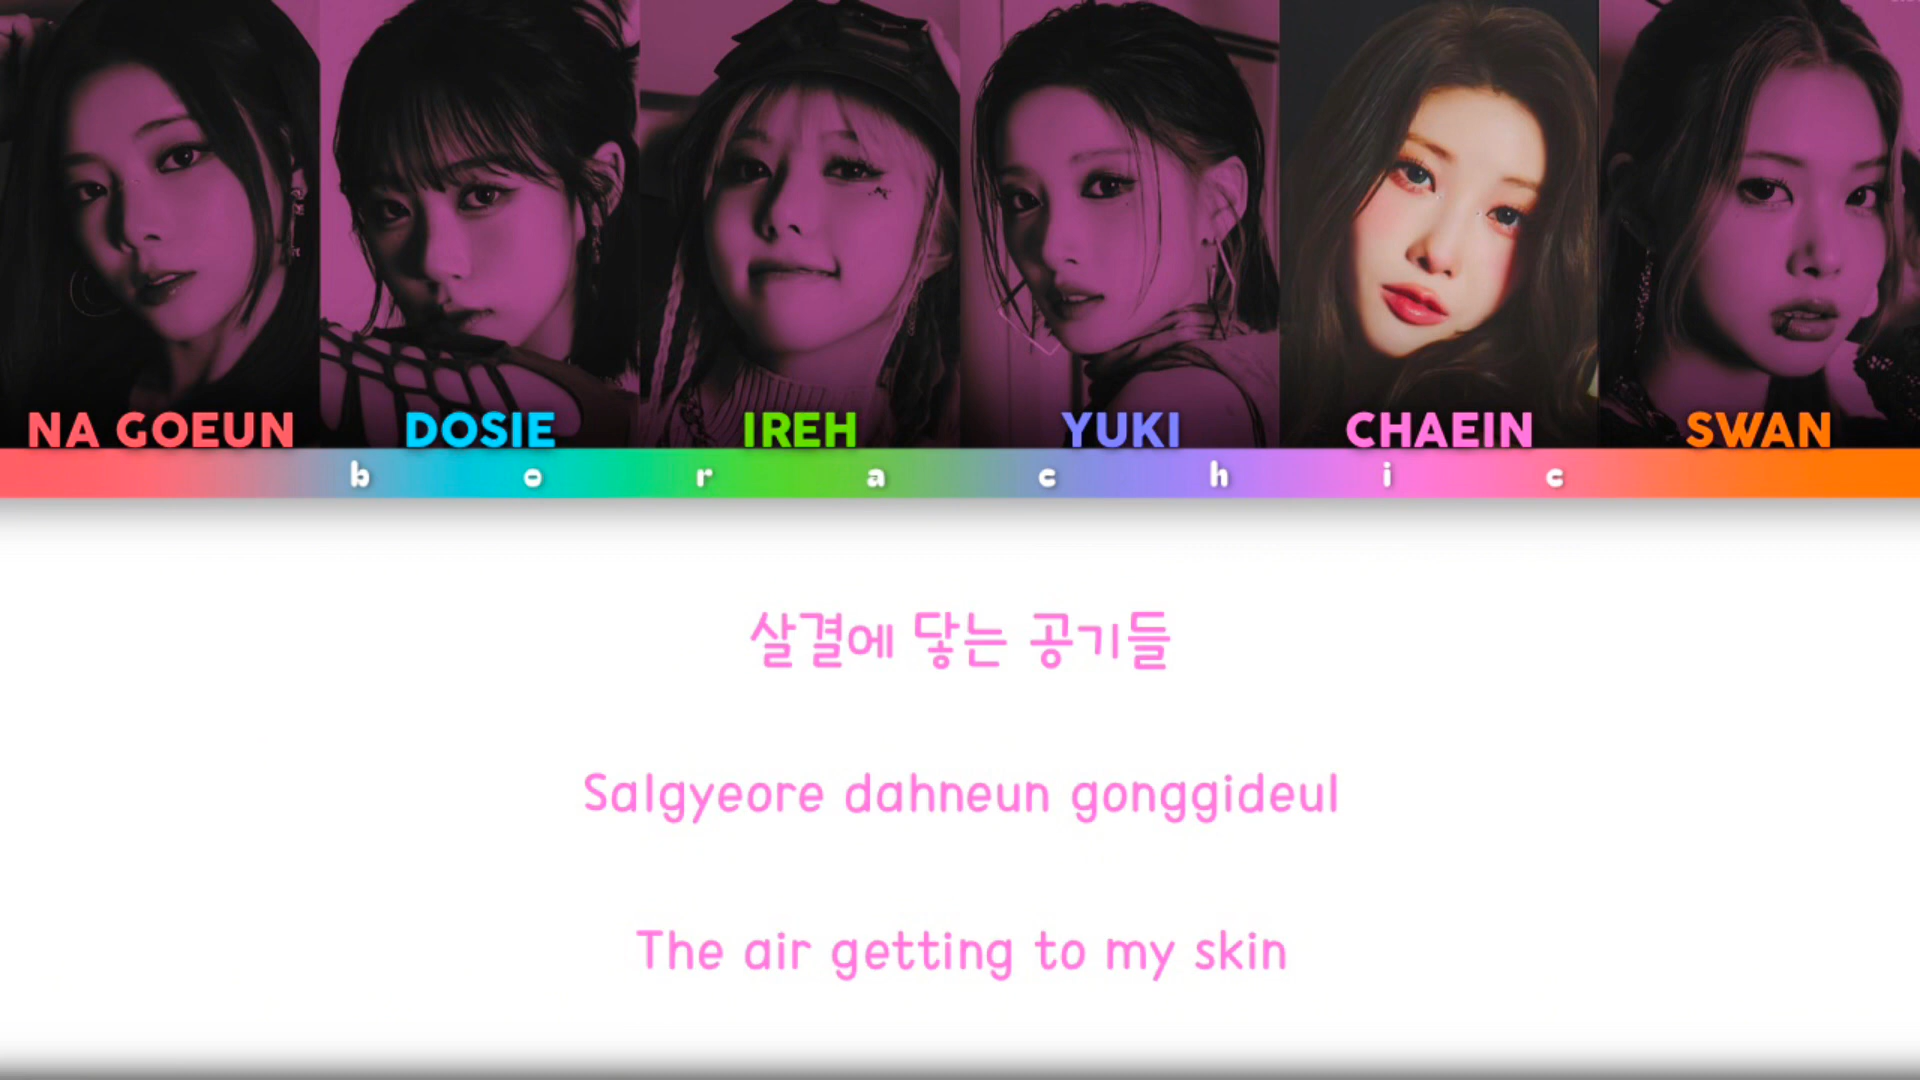 NA GOEUN DOSIE IREH YUKI CHAEIN SWAN
b o r a c h i c
살결에 닿는 공기들
Salgyeore dahneun gonggideul
The air getting to my skin